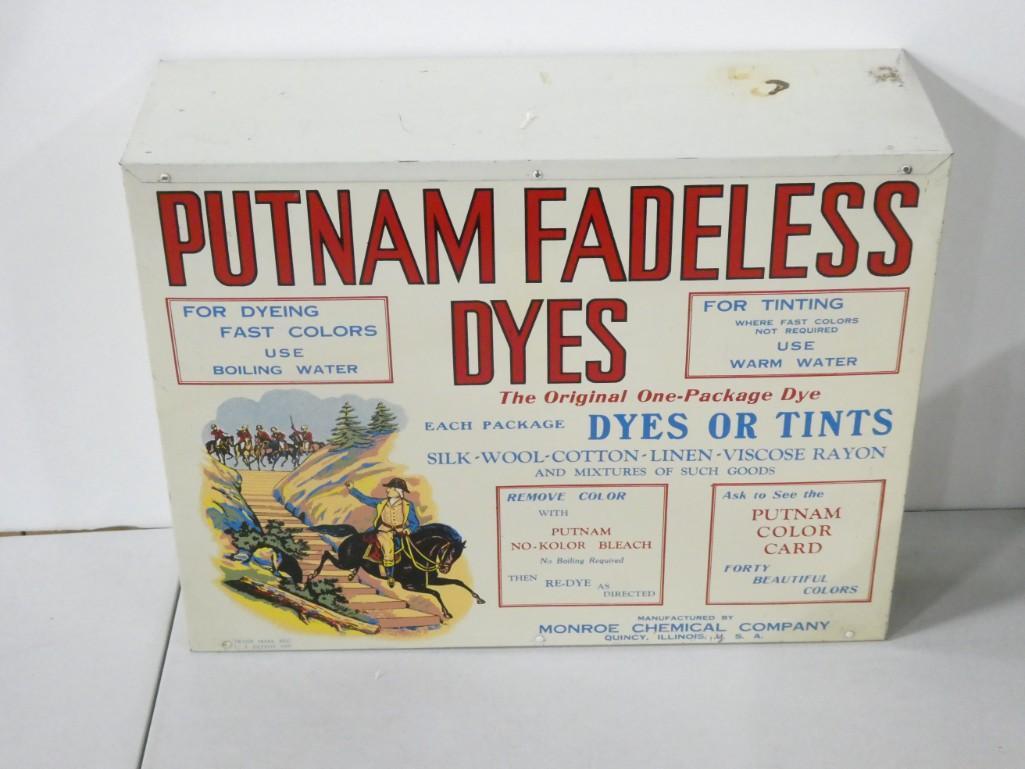 PUTNAM FADELESS
DYES
FOR DYEING
FAST COLORS
USE
BOILING WATER
FOR TINTING
WHERE FAST COLORS
NOT REQUIRED
USE
WARM WATER
The Original One-Package Dye
EACH PACKAGE DYES OR TINTS
SILK-WOOL-COTTON-LINEN-VISCOSE RAYON
AND MIXTURES OF SUCH GOODS
REMOVE COLOR
WITH
PUTNAM
NO-KOLOR BLEACH
No Boiling Required
THEN RE-DYE AS
DIRECTED
Ask to See the
PUTNAM
COLOR
CARD
FORTY
BEAUTIFUL
COLORS
MANUFACTURED BY
MONROE CHEMICAL COMPANY
QUINCY, ILLINOIS, U. S. A.
TRADE MARK REG.